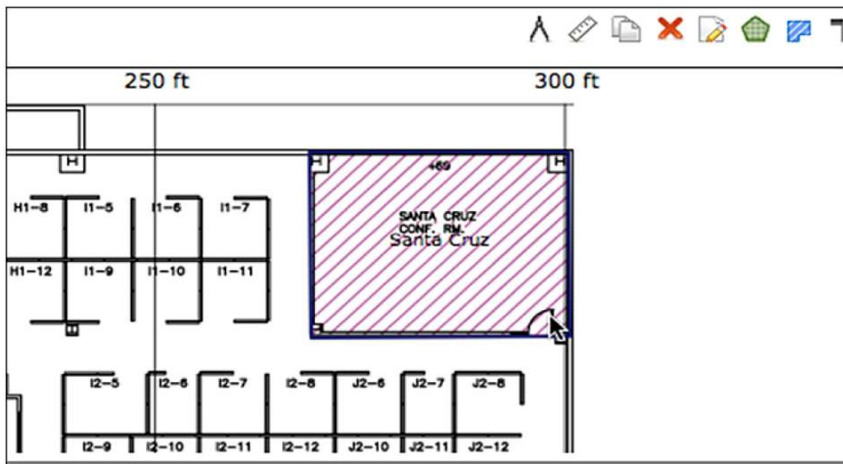 250 ft 300 ft
+69
H1-8 I1-5 I1-6 I1-7
SANTA CRUZ
CONF. RM.
Santa Cruz
H1-12 I1-9 I1-10 I1-11
I2-5 I2-6 I2-7 I2-8 J2-6 J2-7 J2-8
I2-9 I2-10 I2-11 I2-12 J2-10 J2-11 J2-12